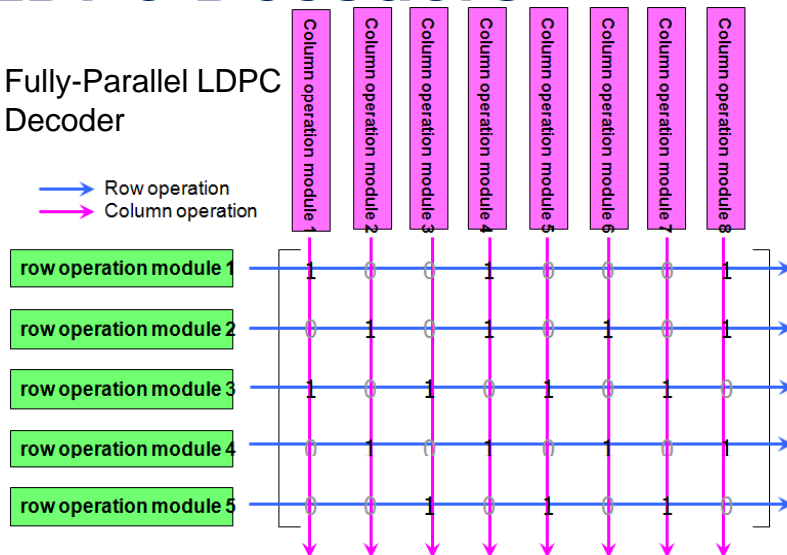 Fully-Parallel LDPC
Decoder
Row operation
Column operation
Column operation module 1
Column operation module 2
Column operation module 3
Column operation module 4
Column operation module 5
Column operation module 6
Column operation module 7
Column operation module 8
row operation module 1 1 0 0 1 0 0 0 1
row operation module 2 0 1 0 1 0 1 0 1
row operation module 3 1 0 1 0 1 0 1 0
row operation module 4 0 1 0 1 0 1 0 1
row operation module 5 0 0 1 0 1 0 1 0